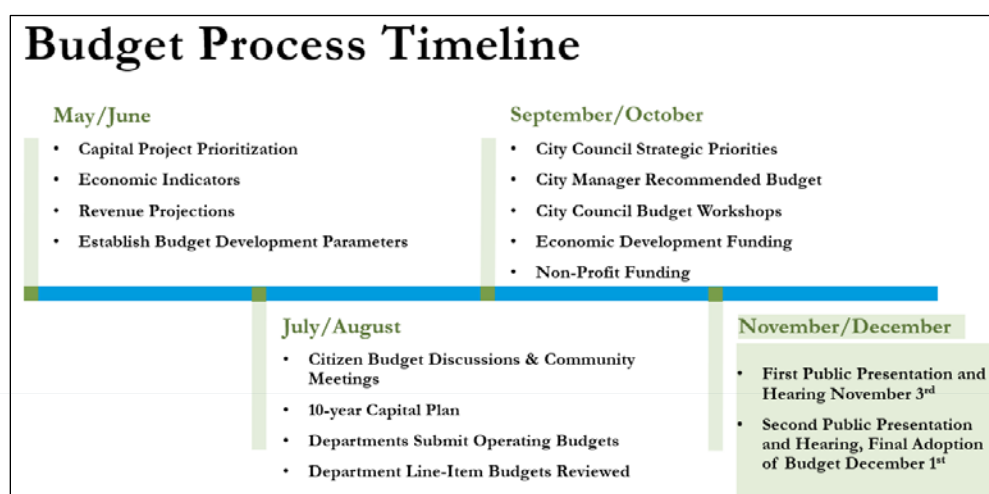 Budget Process Timeline
May/June
• Capital Project Prioritization
• Economic Indicators
• Revenue Projections
• Establish Budget Development Parameters
September/October
• City Council Strategic Priorities
• City Manager Recommended Budget
• City Council Budget Workshops
• Economic Development Funding
• Non-Profit Funding
July/August
• Citizen Budget Discussions & Community
Meetings
• 10-year Capital Plan
• Departments Submit Operating Budgets
• Department Line-Item Budgets Reviewed
November/December
• First Public Presentation and
Hearing November 3rd
• Second Public Presentation
and Hearing, Final Adoption
of Budget December 1st